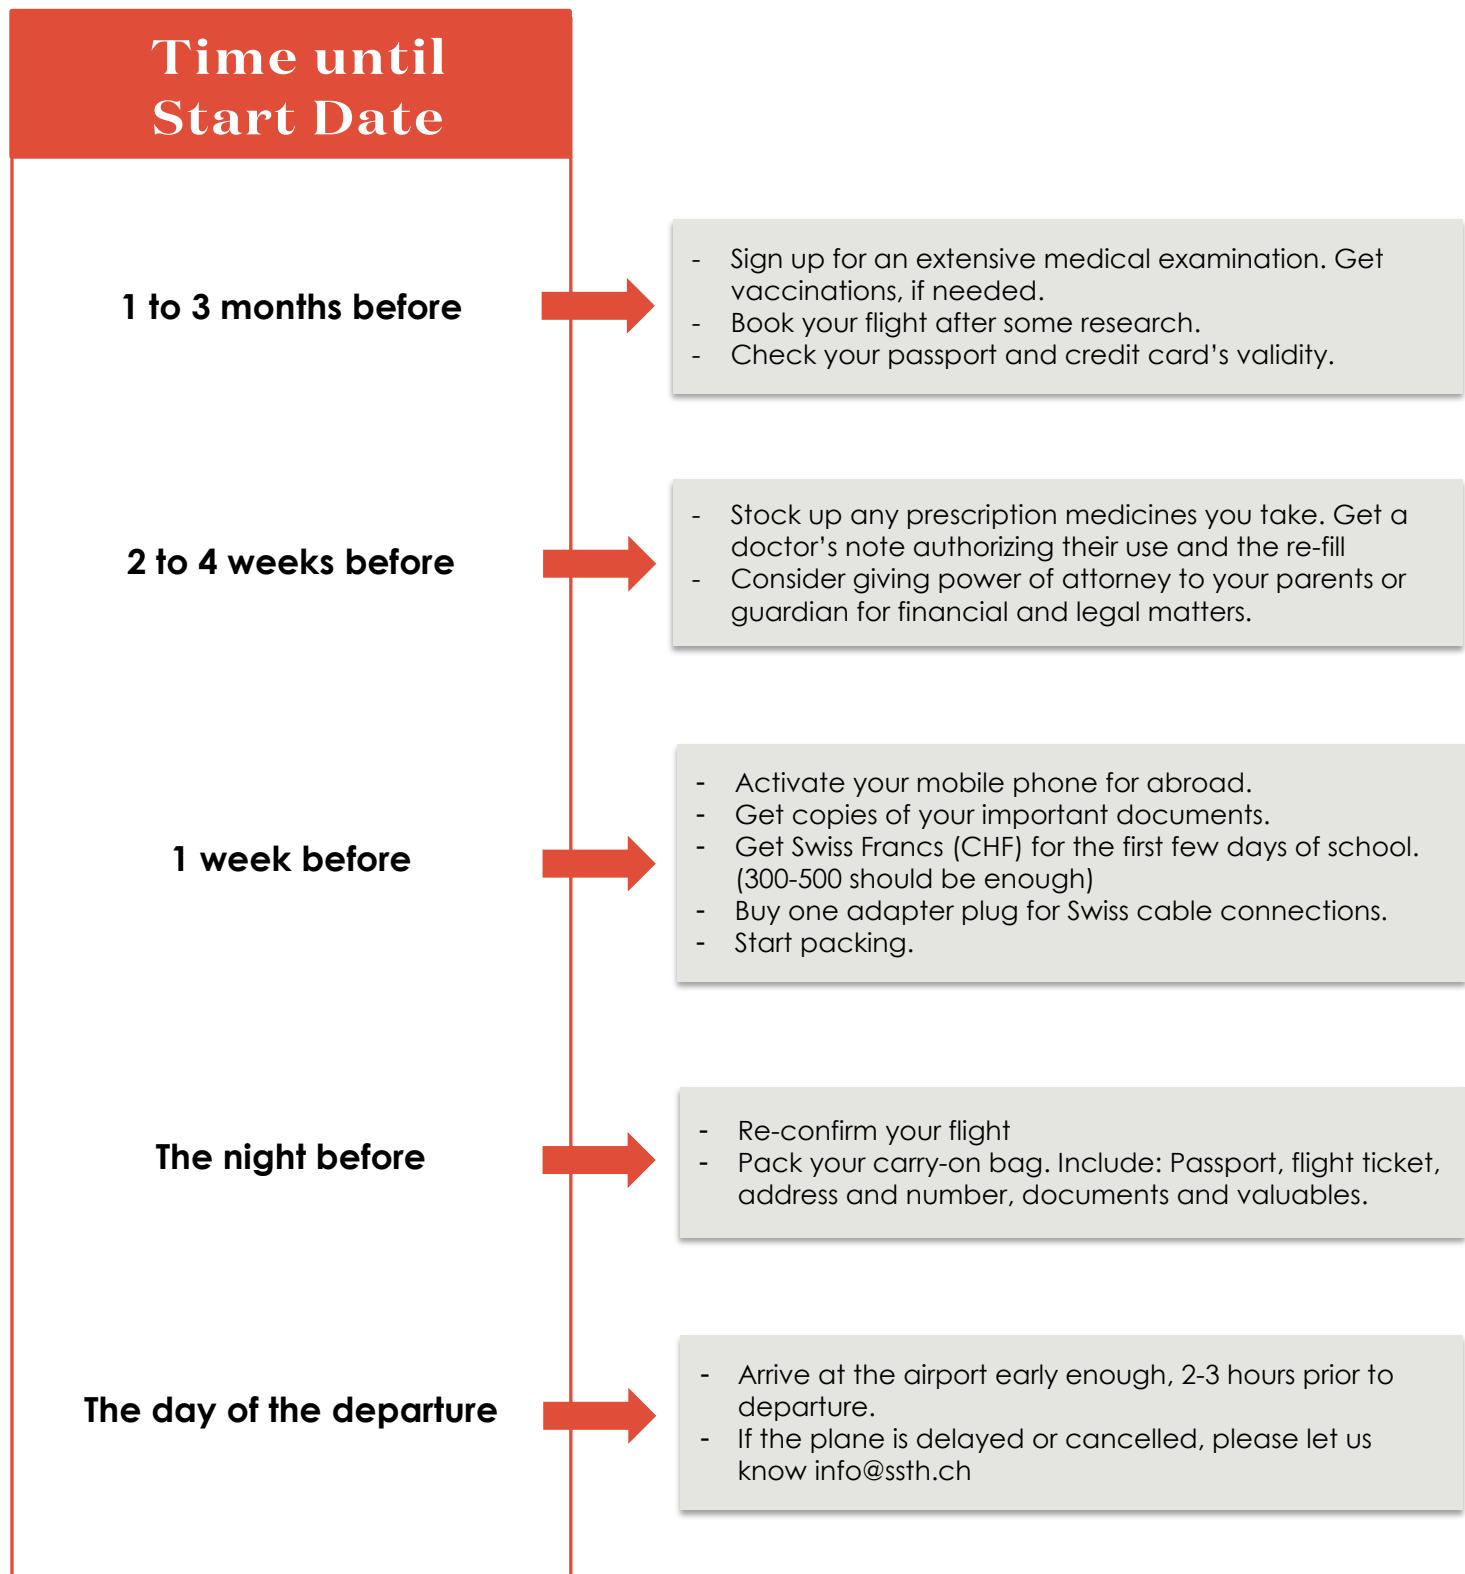 Time until
Start Date
1 to 3 months before
- Sign up for an extensive medical examination. Get
vaccinations, if needed.
- Book your flight after some research.
- Check your passport and credit card’s validity.
2 to 4 weeks before
- Stock up any prescription medicines you take. Get a
doctor’s note authorizing their use and the re-fill
- Consider giving power of attorney to your parents or
guardian for financial and legal matters.
1 week before
- Activate your mobile phone for abroad.
- Get copies of your important documents.
- Get Swiss Francs (CHF) for the first few days of school.
(300-500 should be enough)
- Buy one adapter plug for Swiss cable connections.
- Start packing.
The night before
- Re-confirm your flight
- Pack your carry-on bag. Include: Passport, flight ticket,
address and number, documents and valuables.
The day of the departure
- Arrive at the airport early enough, 2-3 hours prior to
departure.
- If the plane is delayed or cancelled, please let us
know info@ssth.ch